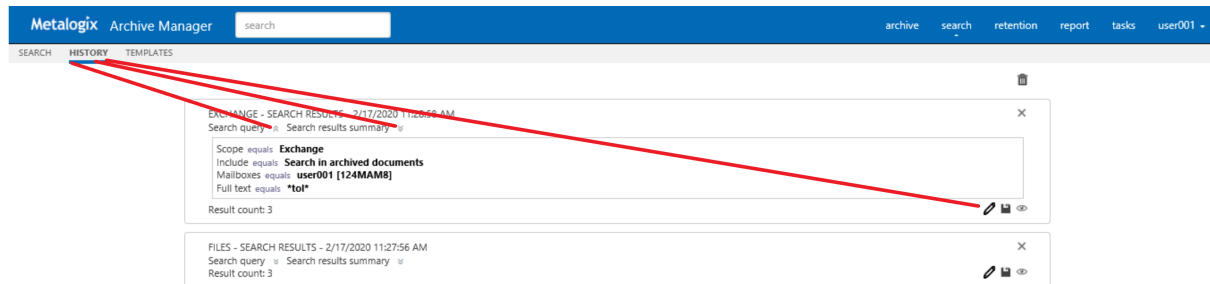 Metalogix Archive Manager search archive search retention report tasks user001
SEARCH HISTORY TEMPLATES
EXCHANGE - SEARCH RESULTS - 2/17/2020 11:28:58 AM
Search query Search results summary
Scope equals Exchange
Include equals Search in archived documents
Mailboxes equals user001 [124MAM8]
Full text equals *tol*
Result count: 3
FILES - SEARCH RESULTS - 2/17/2020 11:27:56 AM
Search query Search results summary
Result count: 3